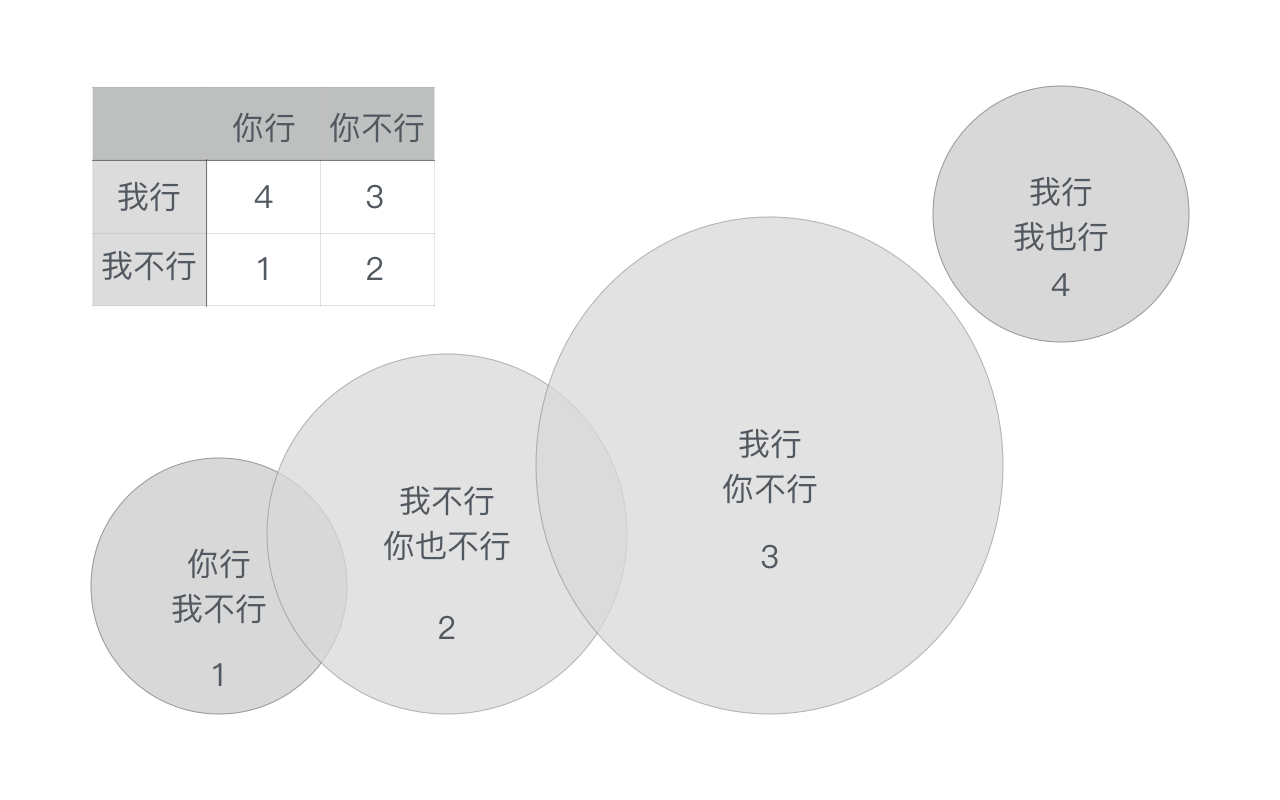 你行 你不行
我行 4 3
我不行 1 2
我行
我也行
4
我行
你不行
3
我不行
你也不行
2
你行
我不行
1